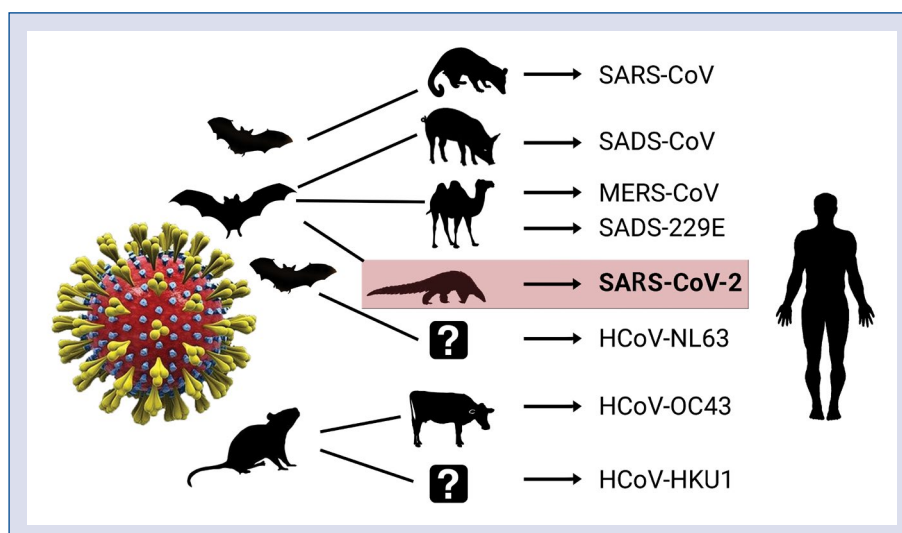 SARS-CoV
SADS-CoV
MERS-CoV
SADS-229E
SARS-CoV-2
?
HCoV-NL63
HCoV-OC43
?
HCoV-HKU1